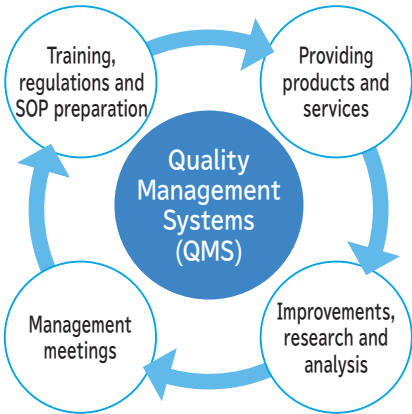 Training,
regulations and
SOP preparation
Providing
products and
services
Quality
Management
Systems
(QMS)
Management
meetings
Improvements,
research and
analysis